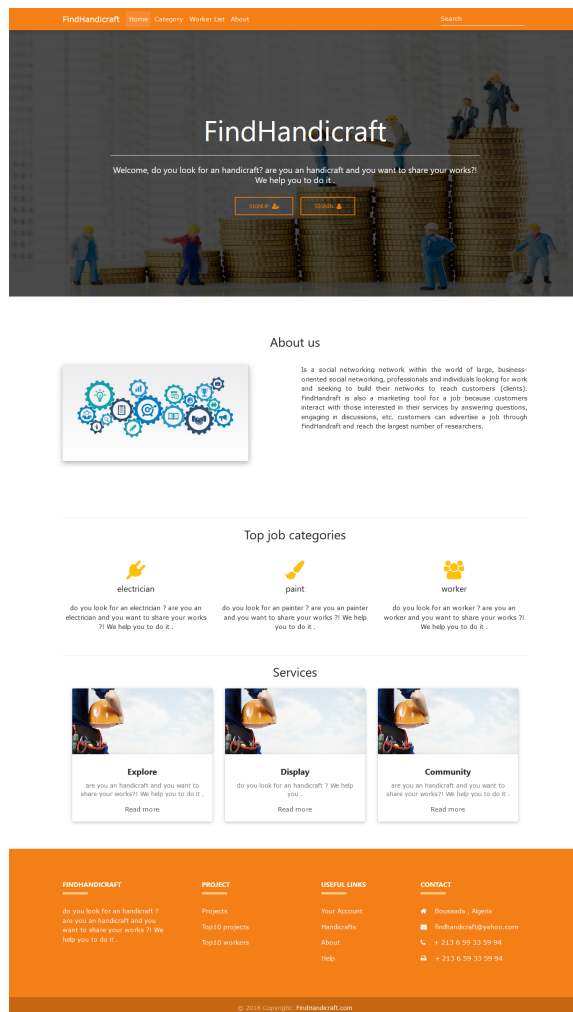 FindHandicraft Home Category Worker List About Search
FindHandicraft
Welcome, do you look for an handicraft? are you an handicraft and you want to share your works?!
We help you to do it .
SIGNUP SIGNIN
About us
Is a social networking network within the world of large, business-
oriented social networking, professionals and individuals looking for work
and seeking to build their networks to reach customers (clients).
FindHandraft is also a marketing tool for a job because customers
interact with those interested in their services by answering questions,
engaging in discussions, etc. customers can advertise a job through
FindHandraft and reach the largest number of researchers.
Top job categories
electrician
do you look for an electrician ? are you an
electrician and you want to share your works
?! We help you to do it .
paint
do you look for an painter ? are you an painter
and you want to share your works ?! We help
you to do it .
worker
do you look for an worker ? are you an
worker and you want to share your works ?!
We help you to do it .
Services
Explore
are you an handicraft and you want to
share your works?! We help you to do it .
Read more
Display
do you look for an handicraft ? We help
you .
Read more
Community
are you an handicraft and you want to
share your works?! We help you to do it .
Read more
FINDHANDICRAFT
do you look for an handicraft ?
are you an handicraft and you
want to share your works ?! We
help you to do it .
PROJECT
Projects
Top10 projects
Top10 workers
USEFUL LINKS
Your Account
Handicrafts
About
Help
CONTACT
Bousaada , Algeria
findhandicraft@yahoo.com
+ 213 6 59 33 59 94
+ 213 6 59 33 59 94
© 2018 Copyright: FindHandicraft.com